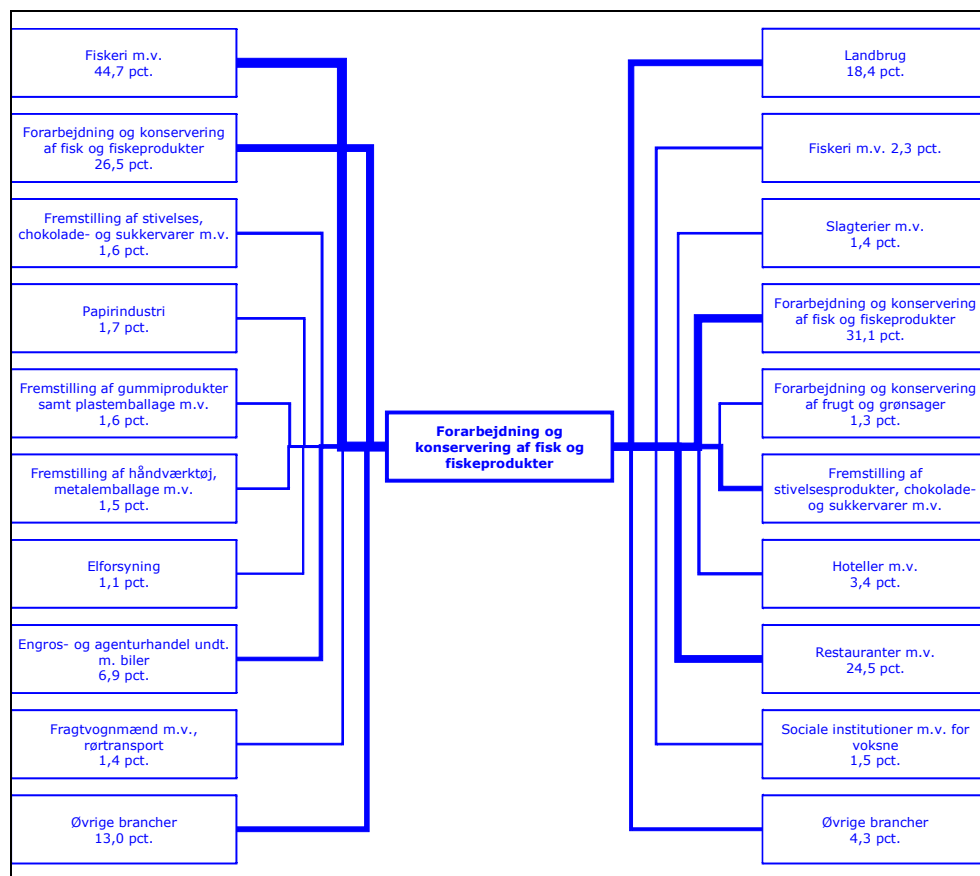 Fiskeri m.v.
44,7 pct.
Forarbejdning og konservering
af fisk og fiskeprodukter
26,5 pct.
Fremstilling af stivelses,
chokolade- og sukkervarer m.v.
1,6 pct.
Papirindustri
1,7 pct.
Fremstilling af gummiprodukter
samt plastemballage m.v.
1,6 pct.
Fremstilling af håndværktøj,
metalemballage m.v.
1,5 pct.
Elforsyning
1,1 pct.
Engros- og agenturhandel undt.
m. biler
6,9 pct.
Fragtvognmænd m.v.,
rørtransport
1,4 pct.
Øvrige brancher
13,0 pct.
Forarbejdning og
konservering af fisk og
fiskeprodukter
Landbrug
18,4 pct.
Fiskeri m.v. 2,3 pct.
Slagterier m.v.
1,4 pct.
Forarbejdning og konservering
af fisk og fiskeprodukter
31,1 pct.
Forarbejdning og konservering
af frugt og grønsager
1,3 pct.
Fremstilling af
stivelsesprodukter, chokolade-
og sukkervarer m.v.
Hoteller m.v.
3,4 pct.
Restauranter m.v.
24,5 pct.
Sociale institutioner m.v. for
voksne
1,5 pct.
Øvrige brancher
4,3 pct.